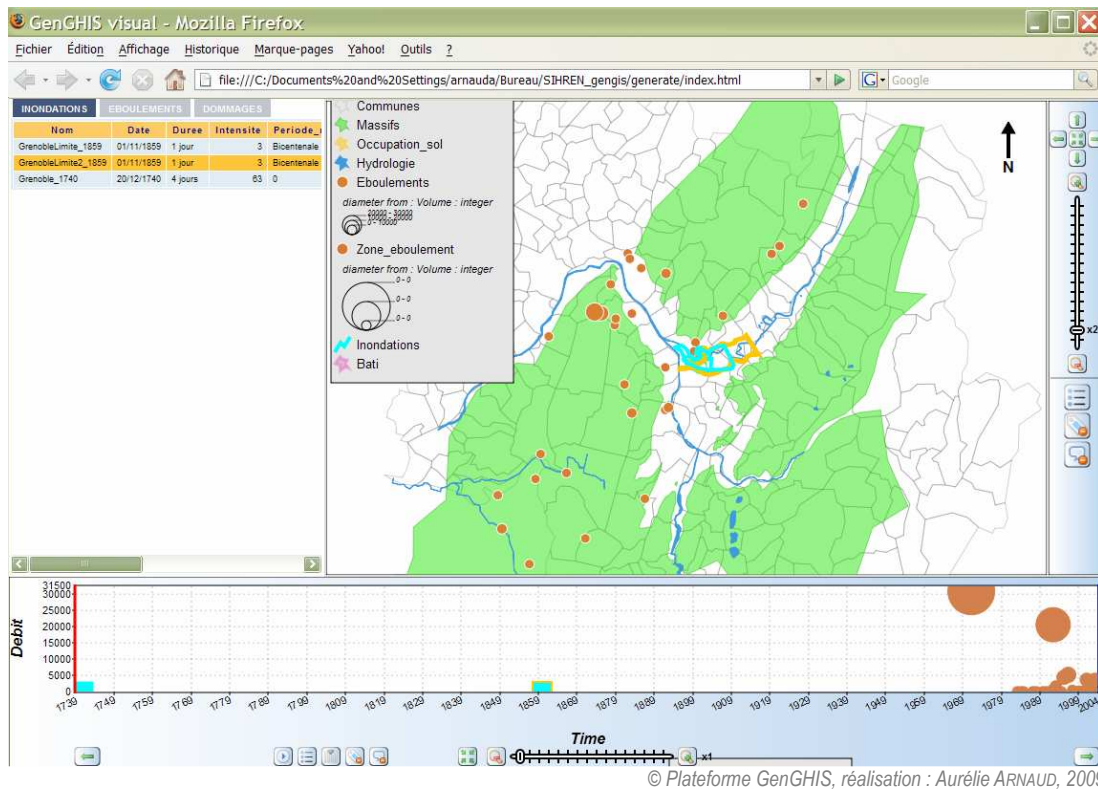 GenGHIS visual - Mozilla Firefox
Fichier Édition Affichage Historique Marque-pages Yahoo! Outils ?
file:///C:/Documents%20and%20Settings/arnauda/Bureau/SIHREN_gengis/generate/index.html
G Google
INONDATIONS EBOULEMENTS DOMMAGES
Nom Date Duree Intensite Periode_
GrenobleLimite_1859 01/11/1859 1 jour 3 Bicentenale
GrenobleLimite2_1859 01/11/1859 1 jour 3 Bicentenale
Grenoble_1740 20/12/1740 4 jours 63 0
Communes
Massifs
Occupation_sol
Hydrologie
Eboulements
diameter from : Volume : integer
20000 - 30000
0 - 10000
Zone_eboulement
diameter from : Volume : integer
0 - 0
0 - 0
0 - 0
Inondations
Bati
N
x2
Debit
31500
30000
25000
20000
15000
10000
5000
0
1739 1749 1759 1769 1779 1789 1799 1809 1819 1829 1839 1849 1859 1869 1879 1889 1899 1909 1919 1929 1939 1949 1959 1969 1979 1989 1999 2004
Time
x1
© Plateforme GenGHIS, réalisation : Aurélie ARNAUD, 2009